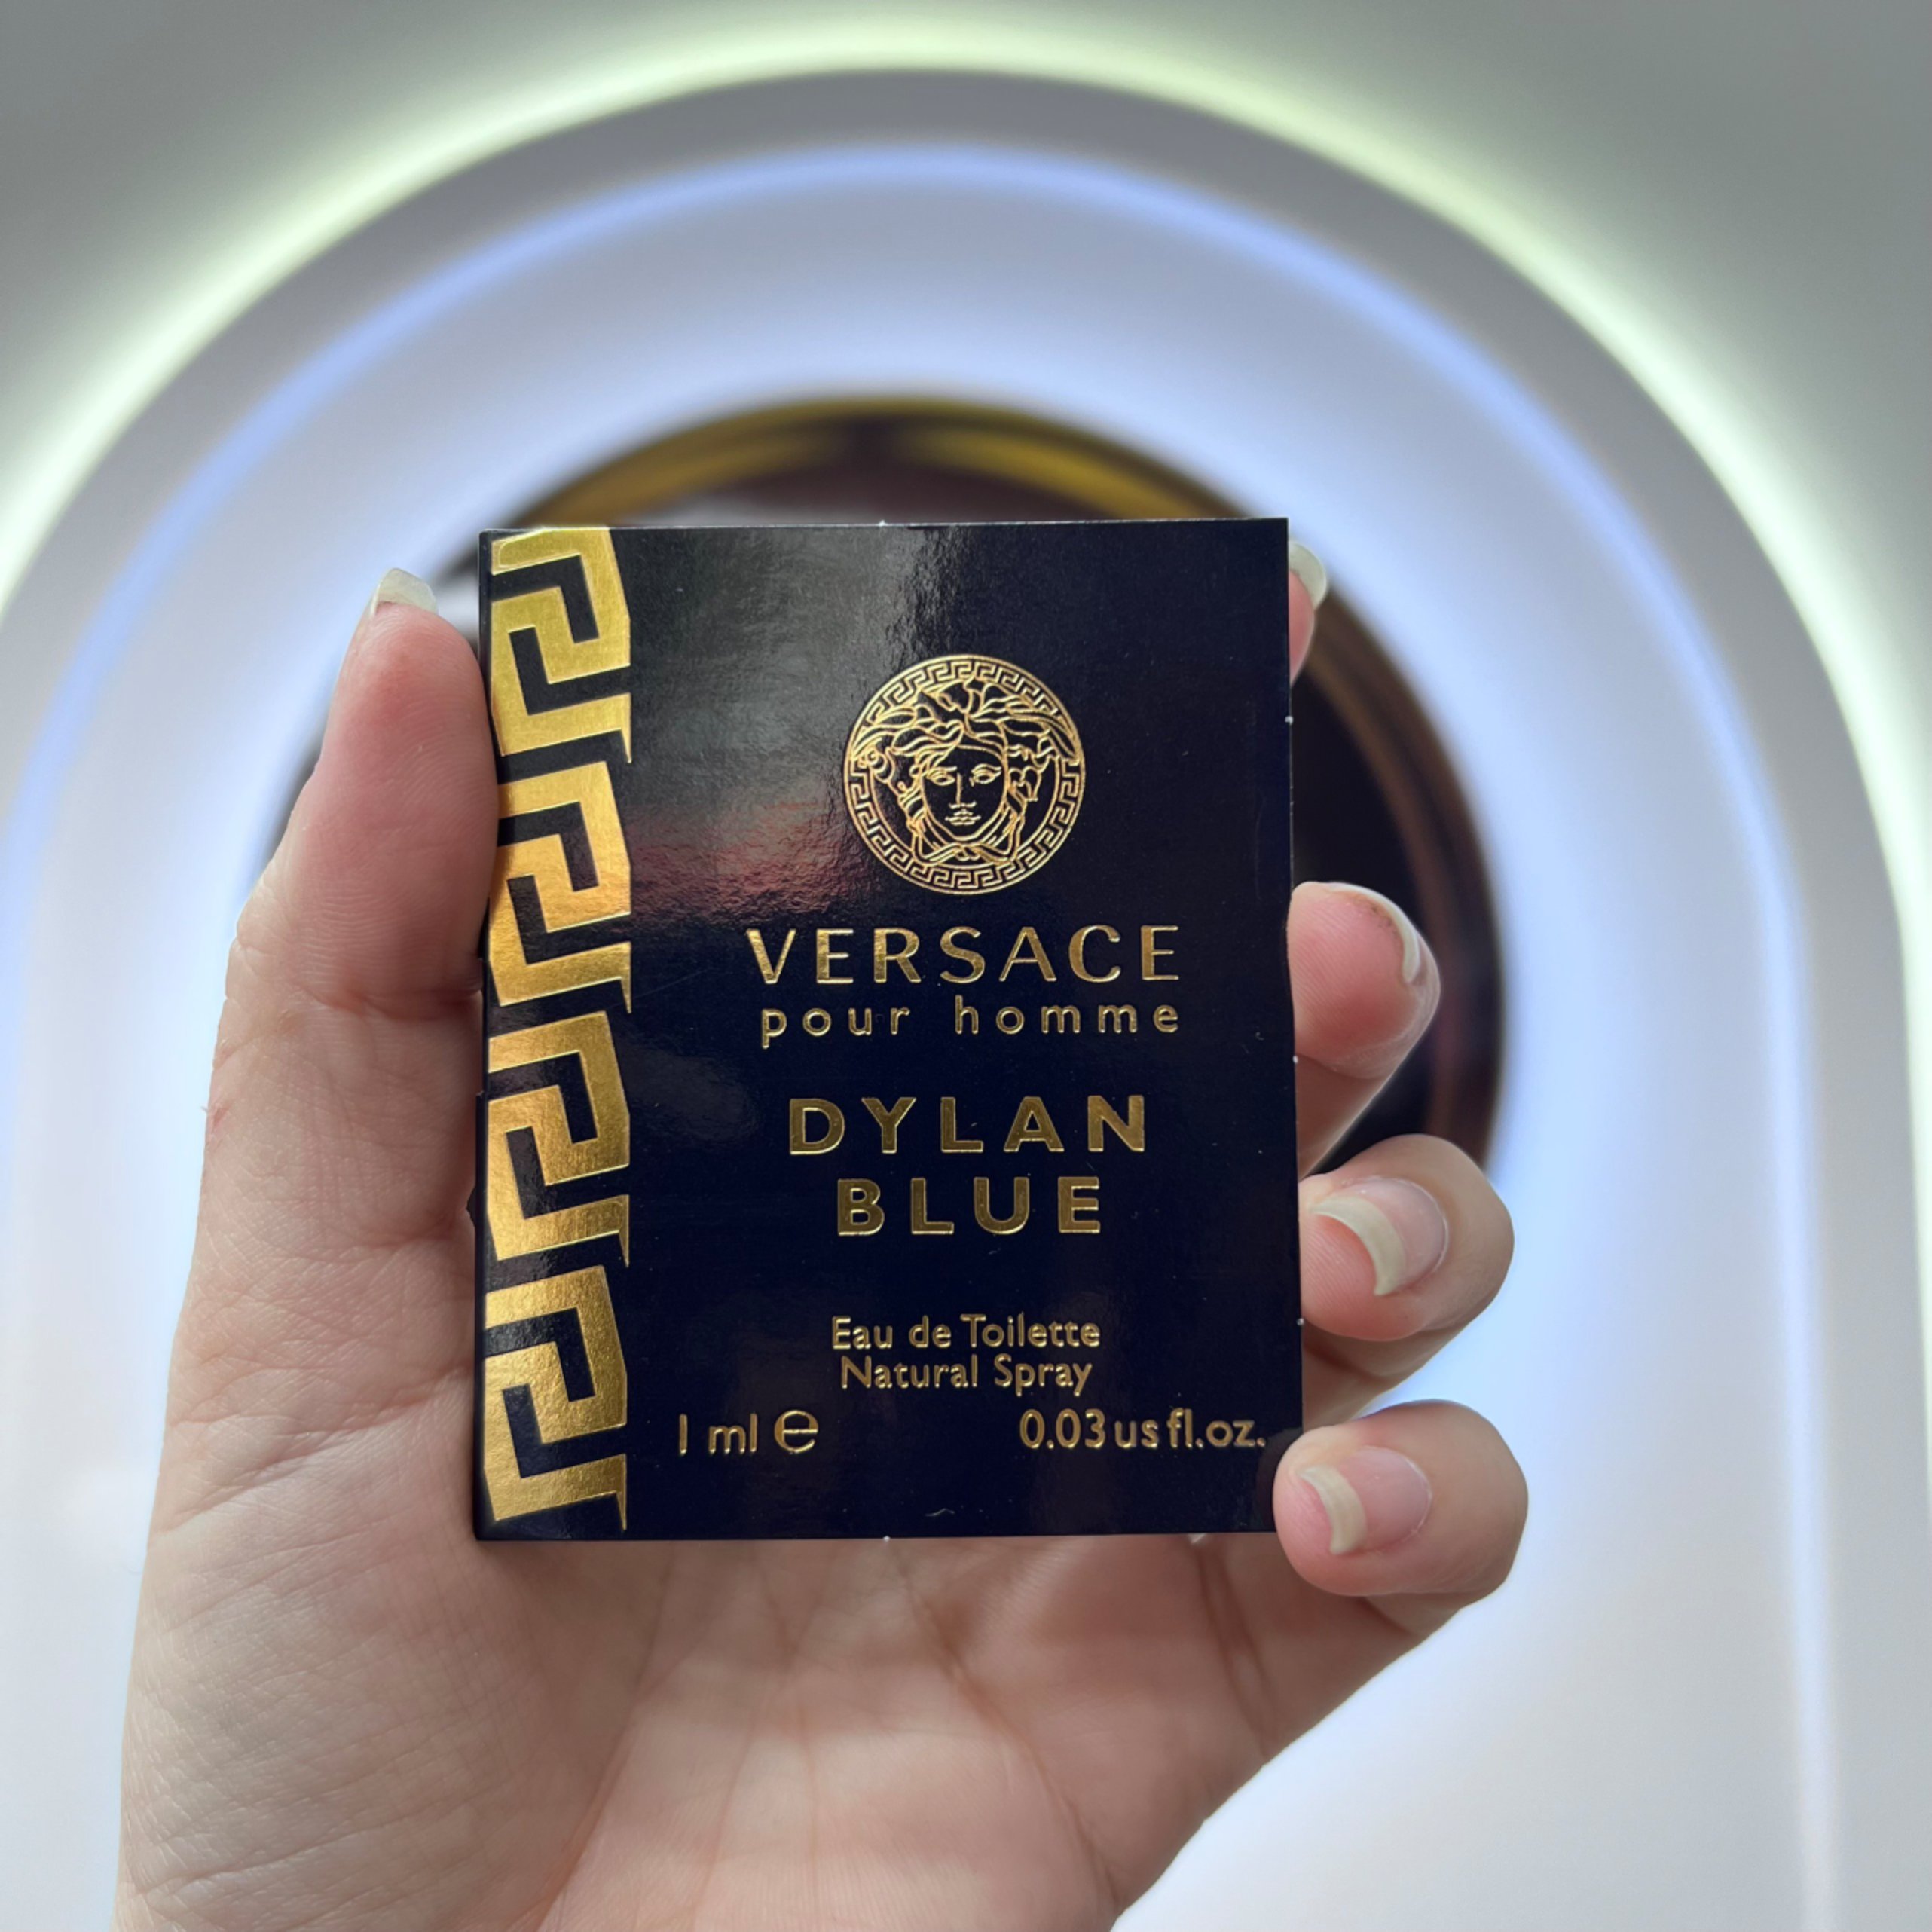 VERSACE
pour homme
DYLAN
BLUE
Eau de Toilette
Natural Spray
1 ml ℮ 0.03 us fl.oz.